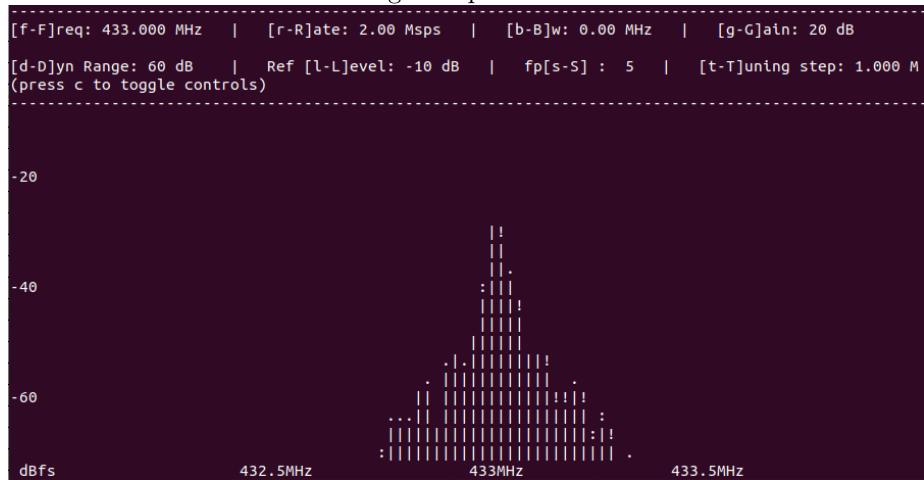 [f-F]req: 433.000 MHz | [r-R]ate: 2.00 Msps | [b-B]w: 0.00 MHz | [g-G]ain: 20 dB
[d-D]yn Range: 60 dB | Ref [l-L]evel: -10 dB | fp[s-S] : 5 | [t-T]uning step: 1.000 M
(press c to toggle controls)
-20
-40
-60
dBfs 432.5MHz 433MHz 433.5MHz